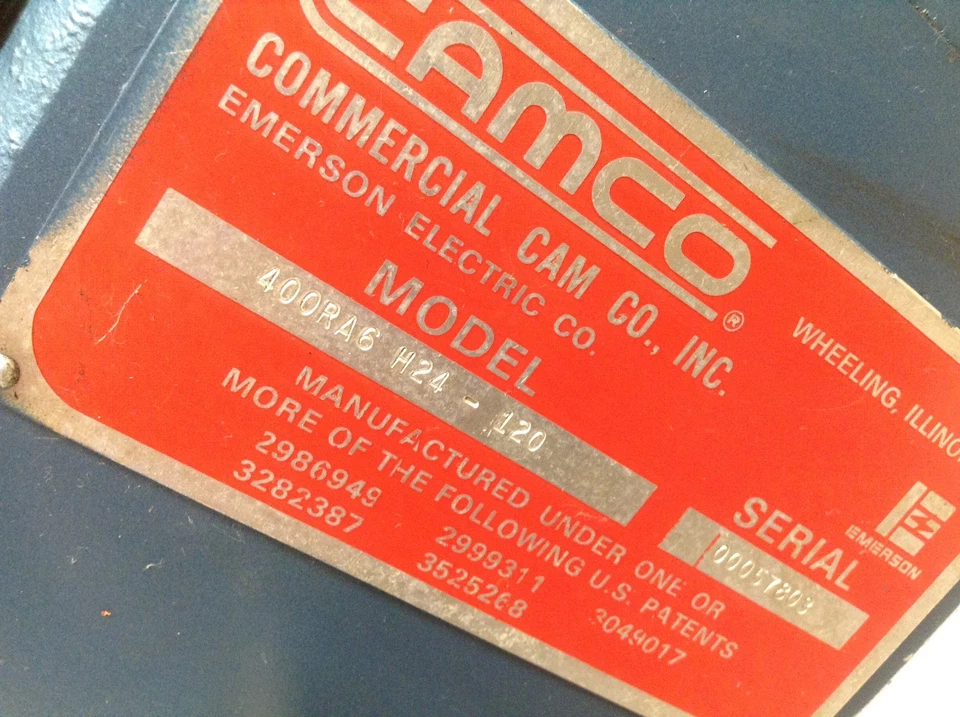 CAMCO®
COMMERCIAL CAM CO., INC.
EMERSON ELECTRIC CO.
WHEELING,
MODEL
400RA6 H24 - 120
SERIAL
00057803
EMERSON
MANUFACTURED UNDER ONE OR
MORE OF THE FOLLOWING U.S. PATENTS
2986949 2999311 3049017
3282387 3525268